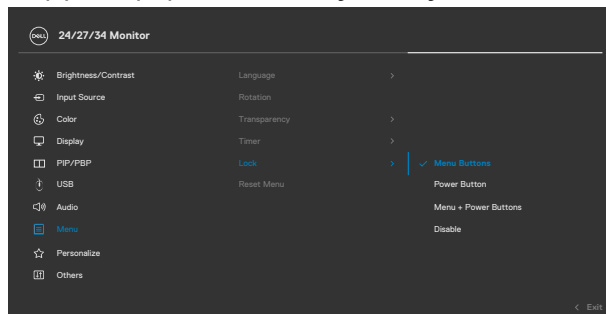 DELL
24/27/34 Monitor
Brightness/Contrast
Language
Input Source
Rotation
Color
Transparency
Display
Timer
PIP/PBP
Lock
Menu Buttons
USB
Reset Menu
Power Button
Audio
Menu + Power Buttons
Menu
Disable
Personalize
Others
Exit